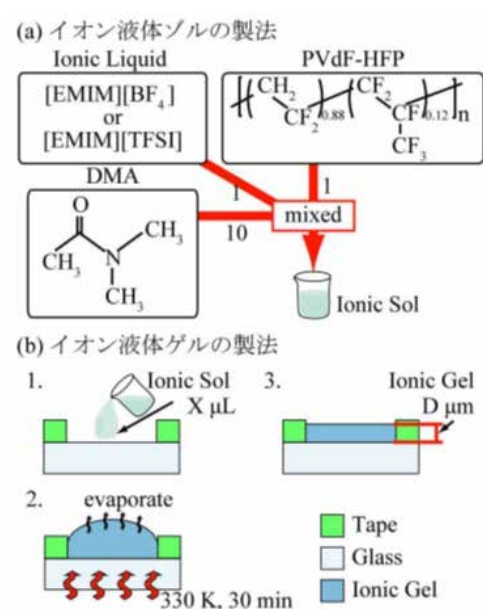 (a) イオン液体ゾルの製法
Ionic Liquid
[EMIM][BF₄]
or
[EMIM][TFSI]
PVdF-HFP
CH₂
CF₂
0.88
CF₂
CF
0.12
n
CF₃
DMA
O
CH₃
N
CH₃
CH₃
1
1
10
mixed
Ionic Sol
(b) イオン液体ゲルの製法
1.
Ionic Sol
X μL
2.
evaporate
330 K, 30 min
3.
Ionic Gel
D μm
Tape
Glass
Ionic Gel